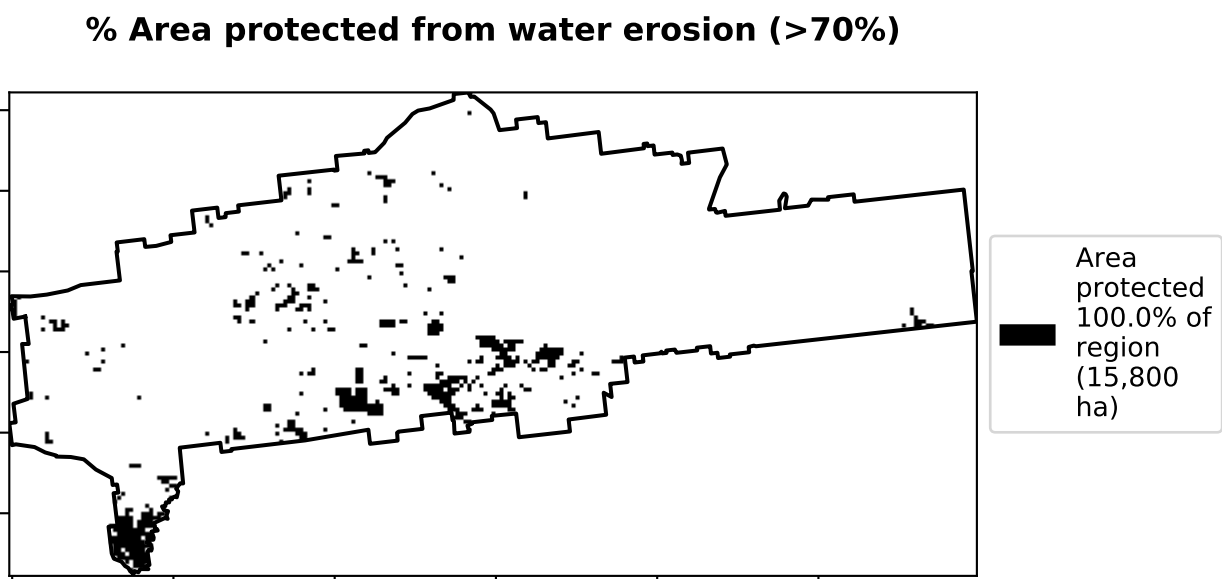 % Area protected from water erosion (>70%)
Area
protected
100.0% of
region
(15,800
ha)